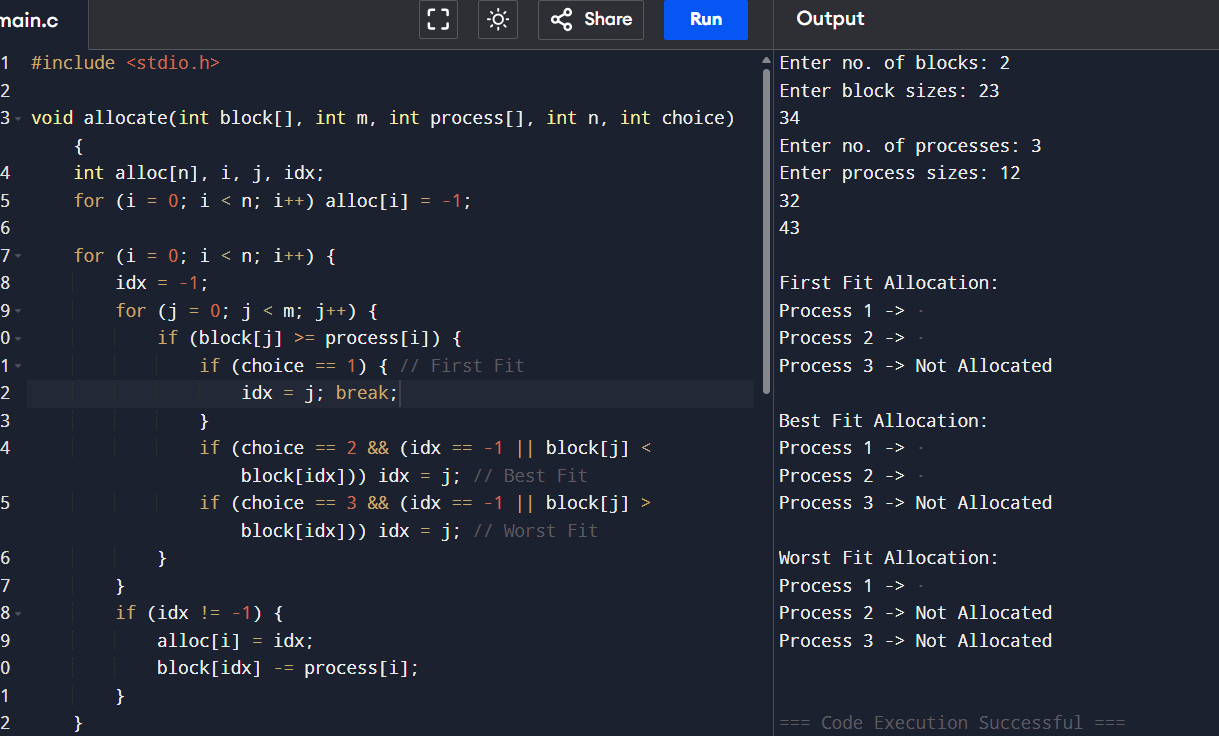 main.c
Share
Run
Output
1 #include <stdio.h>
2
3 void allocate(int block[], int m, int process[], int n, int choice)
{
4 int alloc[n], i, j, idx;
5 for (i = 0; i < n; i++) alloc[i] = -1;
6
7 for (i = 0; i < n; i++) {
8 idx = -1;
9 for (j = 0; j < m; j++) {
0 if (block[j] >= process[i]) {
1 if (choice == 1) { // First Fit
2 idx = j; break;
3 }
4 if (choice == 2 && (idx == -1 || block[j] <
block[idx])) idx = j; // Best Fit
5 if (choice == 3 && (idx == -1 || block[j] >
block[idx])) idx = j; // Worst Fit
6 }
7 }
8 if (idx != -1) {
9 alloc[i] = idx;
0 block[idx] -= process[i];
1 }
2 }
Enter no. of blocks: 2
Enter block sizes: 23
34
Enter no. of processes: 3
Enter process sizes: 12
32
43
First Fit Allocation:
Process 1 -> ·
Process 2 -> ·
Process 3 -> Not Allocated
Best Fit Allocation:
Process 1 -> ·
Process 2 -> ·
Process 3 -> Not Allocated
Worst Fit Allocation:
Process 1 -> ·
Process 2 -> Not Allocated
Process 3 -> Not Allocated
=== Code Execution Successful ===